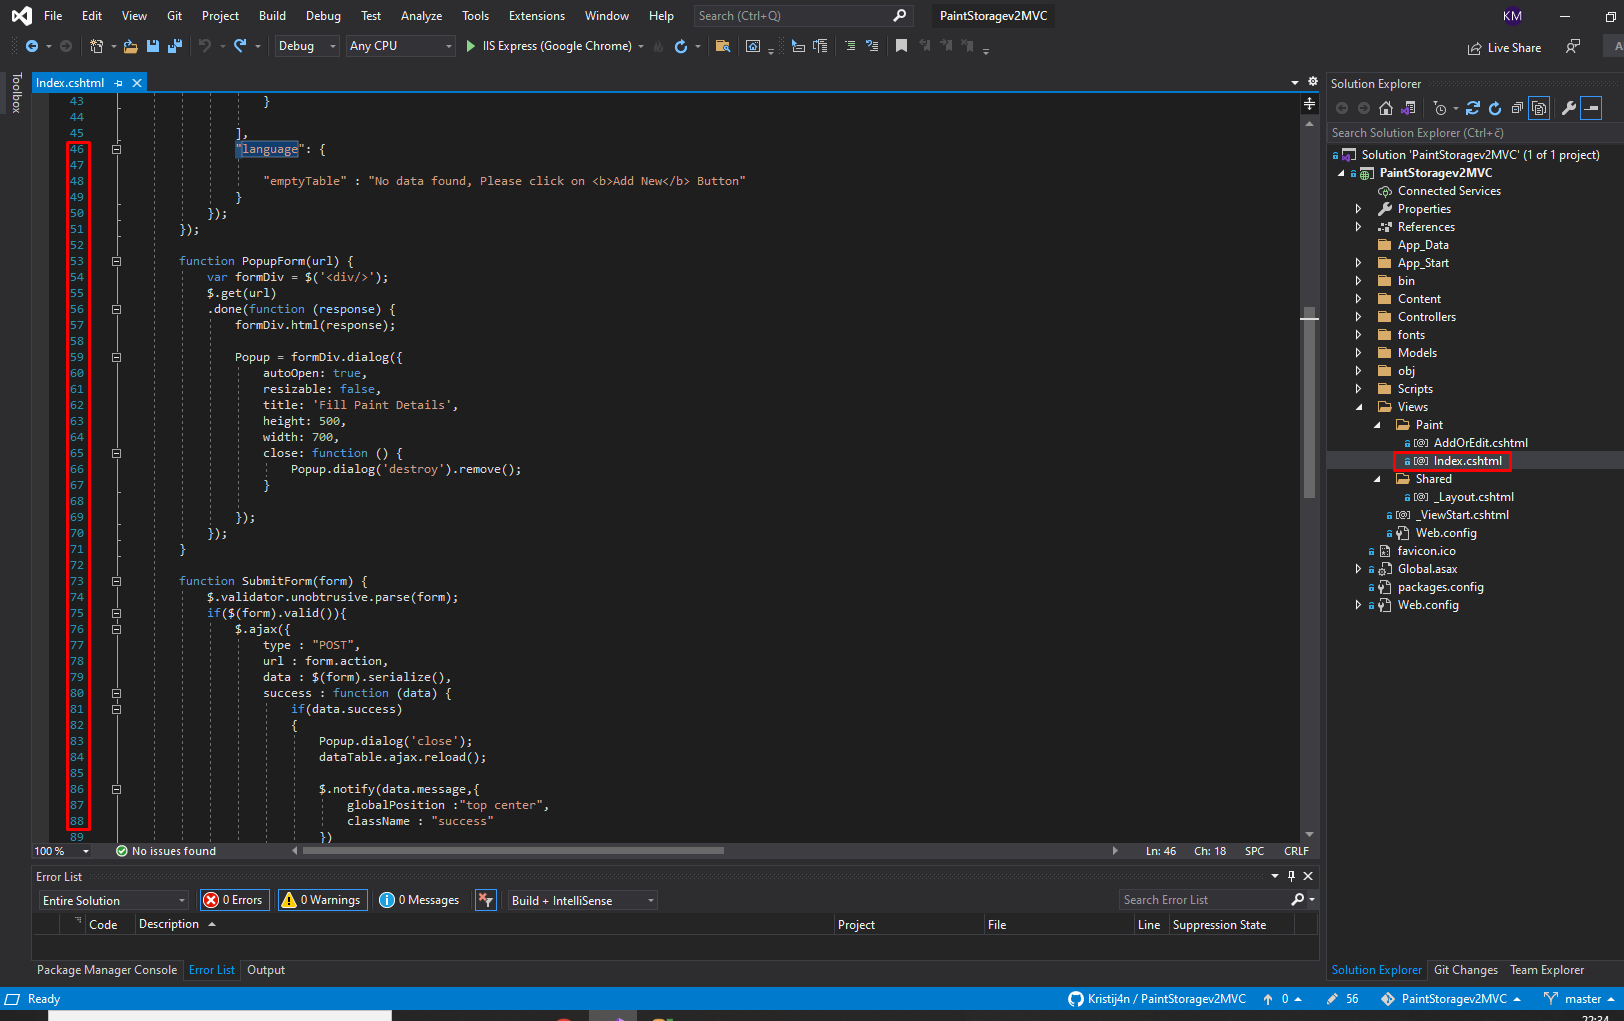 File Edit View Git Project Build Debug Test Analyze Tools Extensions Window Help Search (Ctrl+Q) PaintStoragev2MVC KM
Debug Any CPU IIS Express (Google Chrome) Live Share A
Toolbox
Index.cshtml
43 }
44
45 ],
46 "language": {
47
48 "emptyTable" : "No data found, Please click on <b>Add New</b> Button"
49 }
50 });
51 });
52
53 function PopupForm(url) {
54 var formDiv = $('<div/>');
55 $.get(url)
56 .done(function (response) {
57 formDiv.html(response);
58
59 Popup = formDiv.dialog({
60 autoOpen: true,
61 resizable: false,
62 title: 'Fill Paint Details',
63 height: 500,
64 width: 700,
65 close: function () {
66 Popup.dialog('destroy').remove();
67 }
68
69 });
70 });
71 }
72
73 function SubmitForm(form) {
74 $.validator.unobtrusive.parse(form);
75 if($(form).valid()){
76 $.ajax({
77 type : "POST",
78 url : form.action,
79 data : $(form).serialize(),
80 success : function (data) {
81 if(data.success)
82 {
83 Popup.dialog('close');
84 dataTable.ajax.reload();
85
86 $.notify(data.message,{
87 globalPosition :"top center",
88 className : "success"
89 })
100 % No issues found Ln: 46 Ch: 18 SPC CRLF
Solution Explorer
Search Solution Explorer (Ctrl+č)
Solution 'PaintStoragev2MVC' (1 of 1 project)
PaintStoragev2MVC
Connected Services
Properties
References
App_Data
App_Start
bin
Content
Controllers
fonts
Models
obj
Scripts
Views
Paint
AddOrEdit.cshtml
Index.cshtml
Shared
_Layout.cshtml
_ViewStart.cshtml
Web.config
favicon.ico
Global.asax
packages.config
Web.config
Error List
Entire Solution 0 Errors 0 Warnings 0 Messages Build + IntelliSense Search Error List
Code Description Project File Line Suppression State
Package Manager Console Error List Output
Solution Explorer Git Changes Team Explorer
Ready Kristij4n / PaintStoragev2MVC 0 56 PaintStoragev2MVC master
22:34